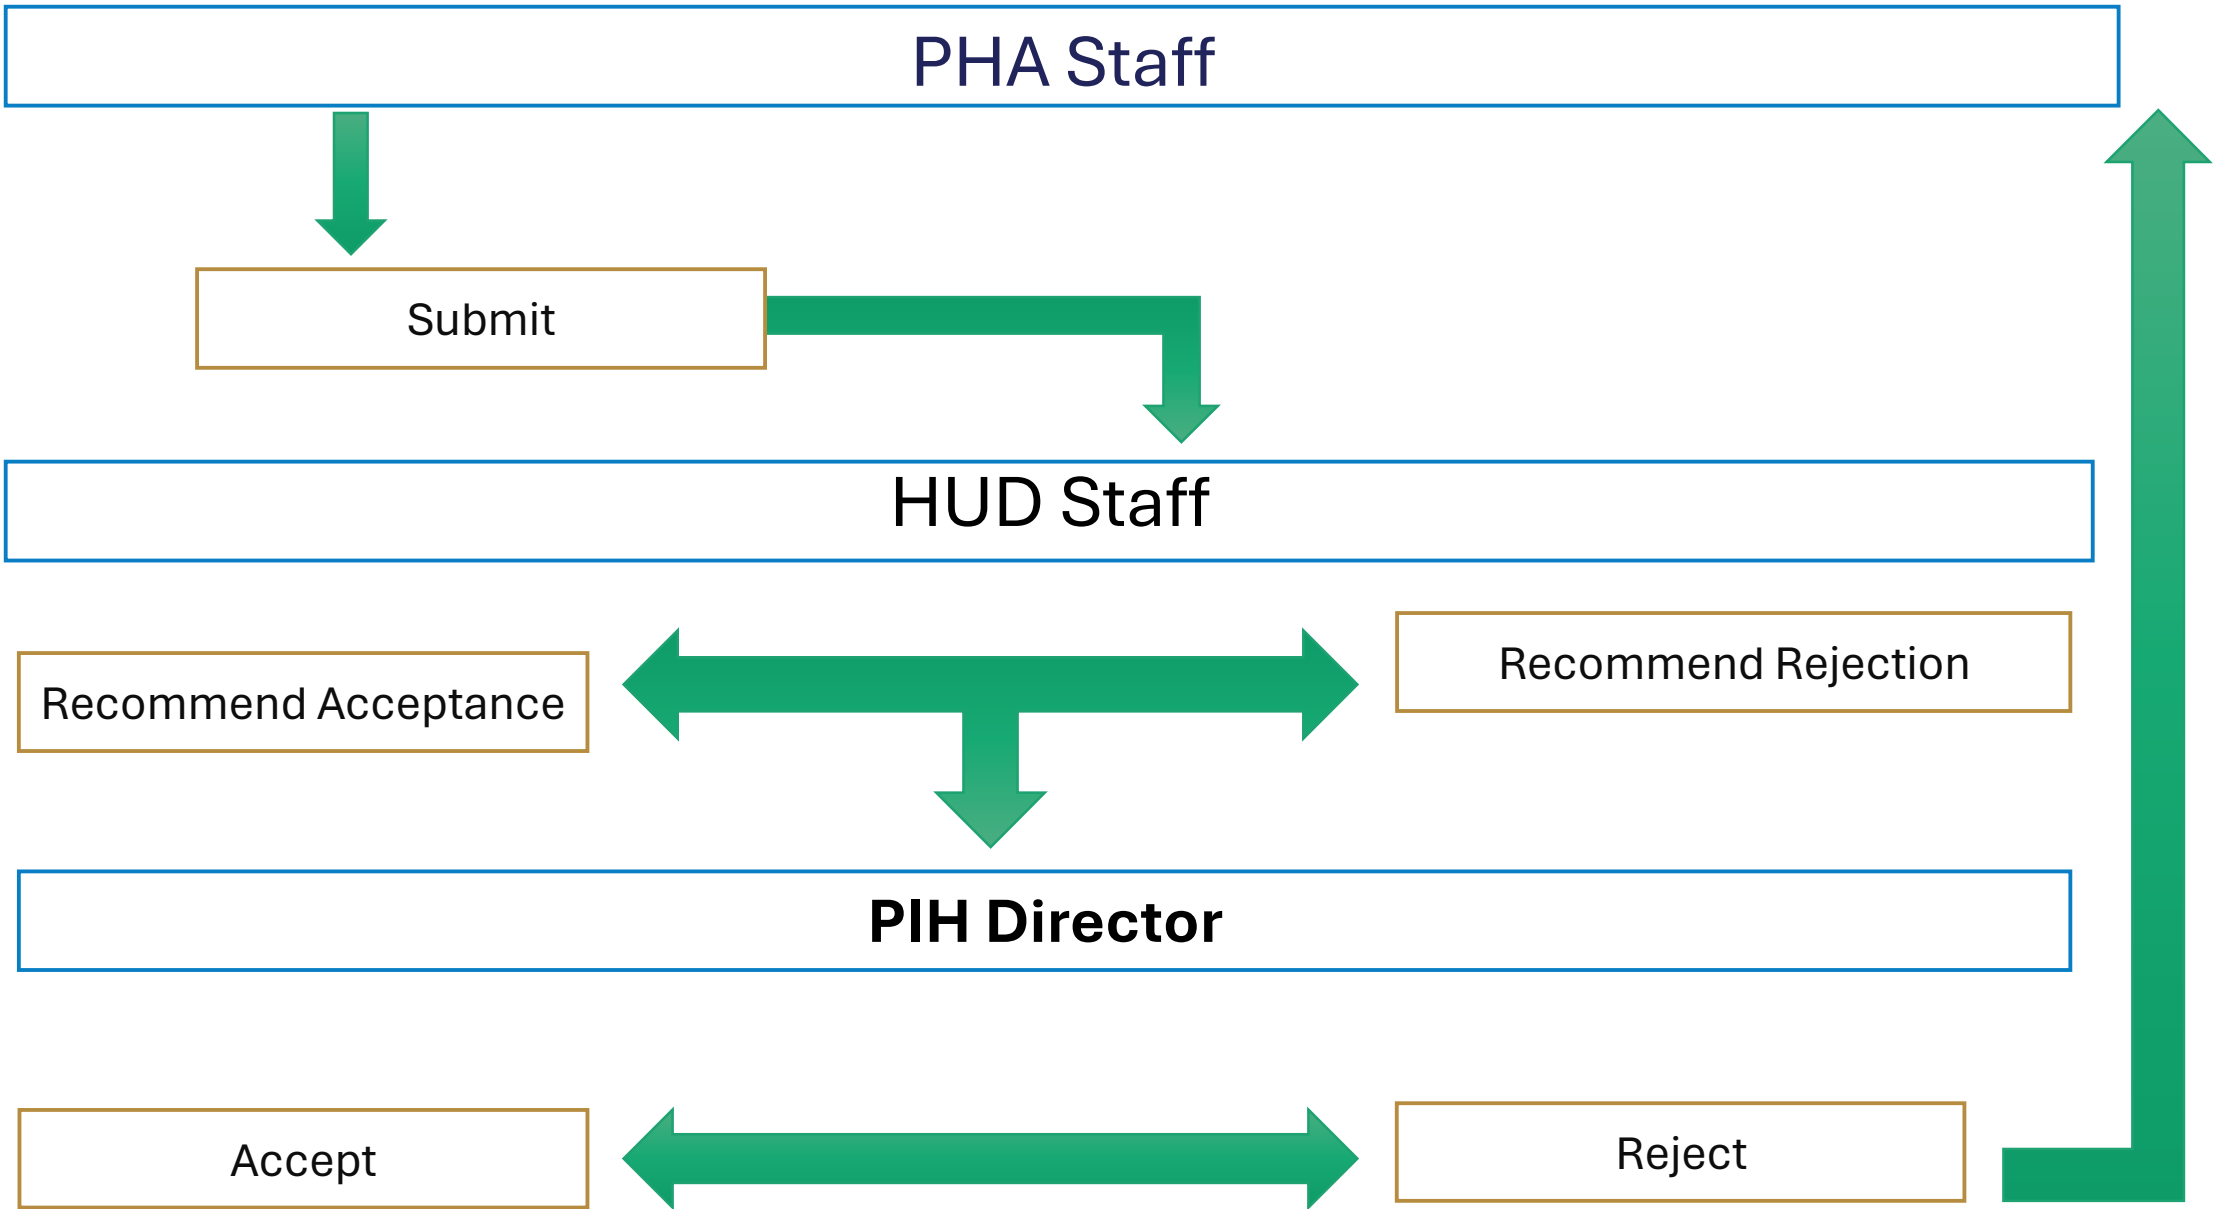 PHA Staff
Submit
HUD Staff
Recommend Rejection
Recommend Acceptance
PIH Director
Accept
Reject